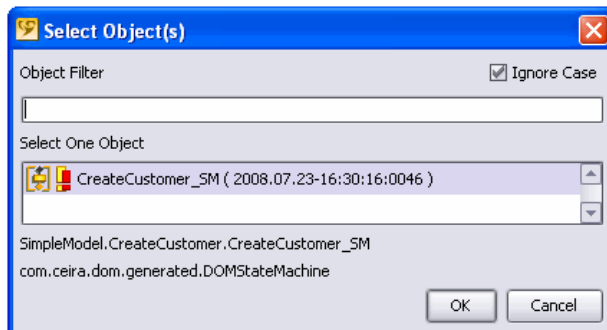 Select Object(s)
Object Filter
Ignore Case
Select One Object
CreateCustomer_SM ( 2008.07.23-16:30:16:0046 )
SimpleModel.CreateCustomer.CreateCustomer_SM
com.ceira.dom.generated.DOMStateMachine
OK
Cancel